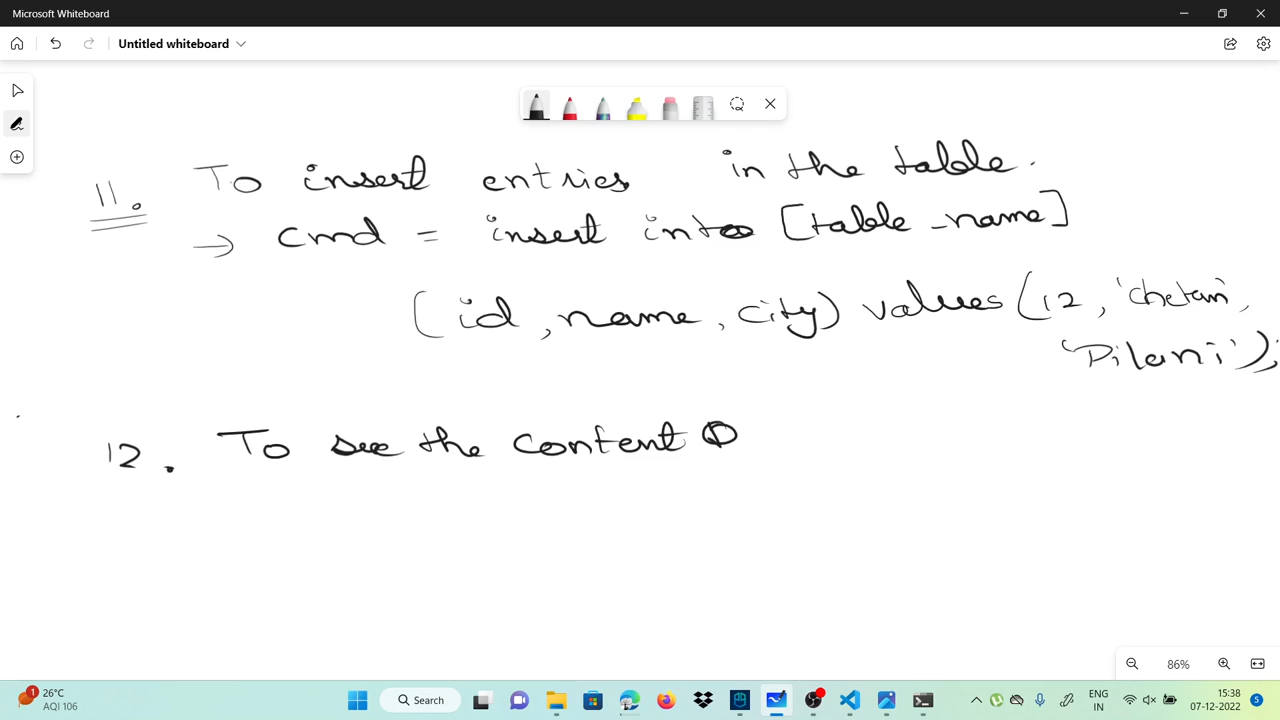 Microsoft Whiteboard
Untitled whiteboard
11. To insert entries in the table.
→ cmd = insert into [table_name]
(id, name, city) values (12, 'chetan',
'Pilani');
12. To see the content
86%
26°C
AQI 106
1
Search
ENG
IN
15:38
07-12-2022
5